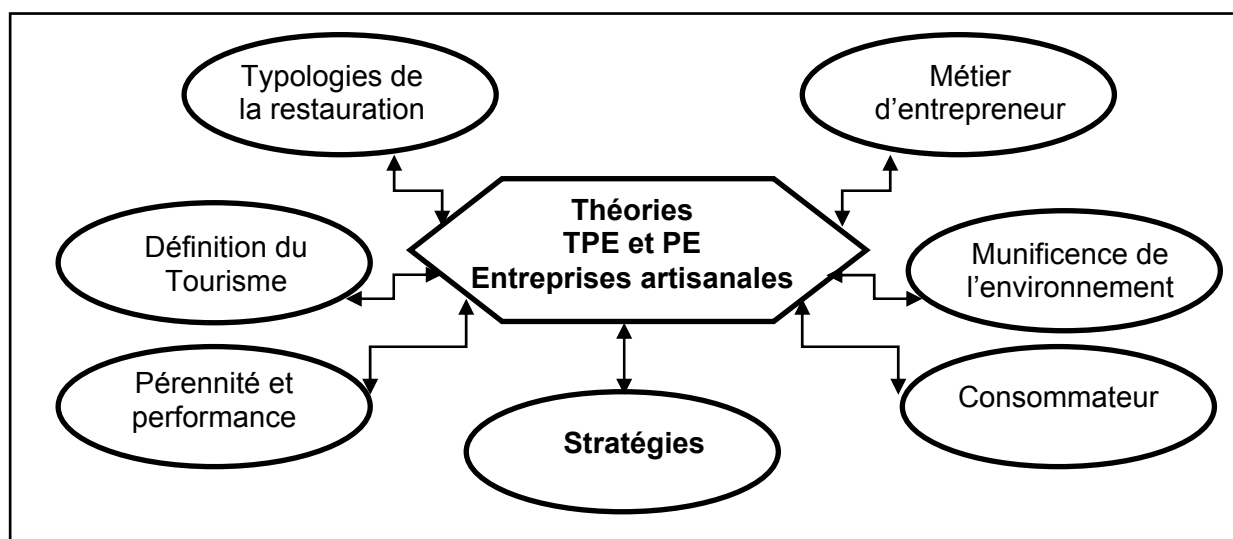 Typologies de
la restauration
Métier
d'entrepreneur
Théories
TPE et PE
Entreprises artisanales
Définition du
Tourisme
Munificence de
l'environnement
Pérennité et
performance
Stratégies
Consommateur